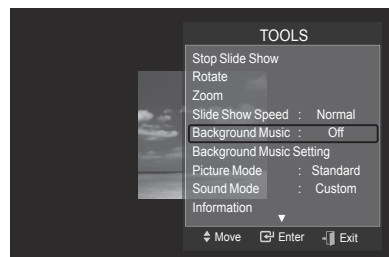 TOOLS
Stop Slide Show
Rotate
Zoom
Slide Show Speed : Normal
Background Music : Off
Background Music Setting
Picture Mode : Standard
Sound Mode : Custom
Information
Move Enter Exit